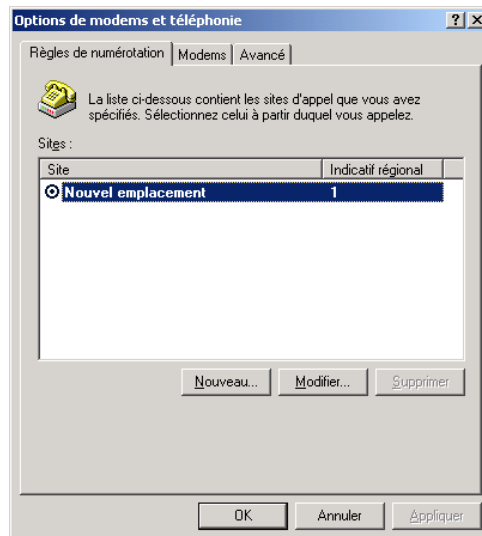 Options de modems et téléphonie
Règles de numérotation Modems Avancé
La liste ci-dessous contient les sites d'appel que vous avez
spécifiés. Sélectionnez celui à partir duquel vous appelez.
Sites :
Site Indicatif régional
Nouvel emplacement 1
Nouveau... Modifier... Supprimer
OK Annuler Appliquer